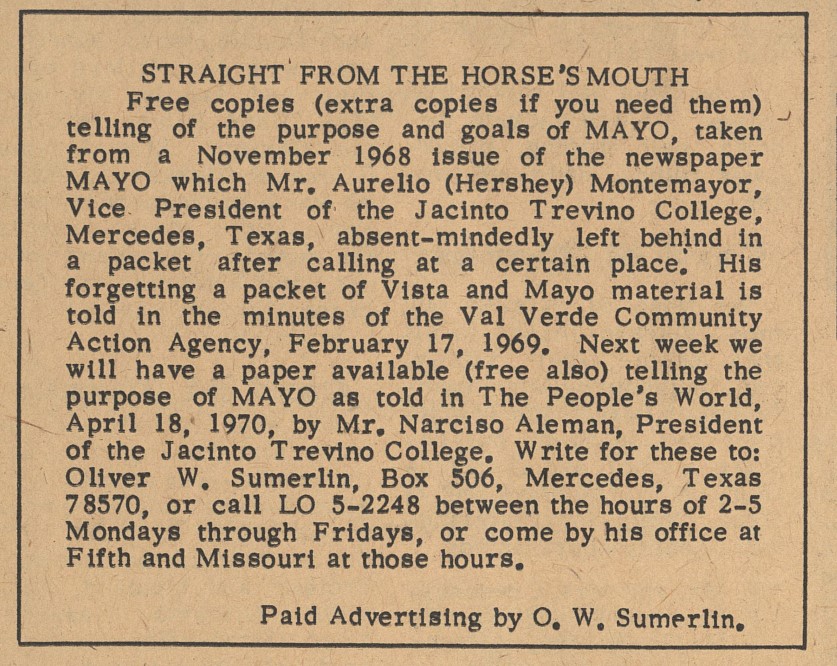 STRAIGHT FROM THE HORSE'S MOUTH
Free copies (extra copies if you need them)
telling of the purpose and goals of MAYO, taken
from a November 1968 issue of the newspaper
MAYO which Mr. Aurelio (Hershey) Montemayor,
Vice President of the Jacinto Trevino College,
Mercedes, Texas, absent-mindedly left behind in
a packet after calling at a certain place. His
forgetting a packet of Vista and Mayo material is
told in the minutes of the Val Verde Community
Action Agency, February 17, 1969. Next week we
will have a paper available (free also) telling the
purpose of MAYO as told in The People's World,
April 18, 1970, by Mr. Narciso Aleman, President
of the Jacinto Trevino College. Write for these to:
Oliver W. Sumerlin, Box 506, Mercedes, Texas
78570, or call LO 5-2248 between the hours of 2-5
Mondays through Fridays, or come by his office at
Fifth and Missouri at those hours.
Paid Advertising by O. W. Sumerlin.